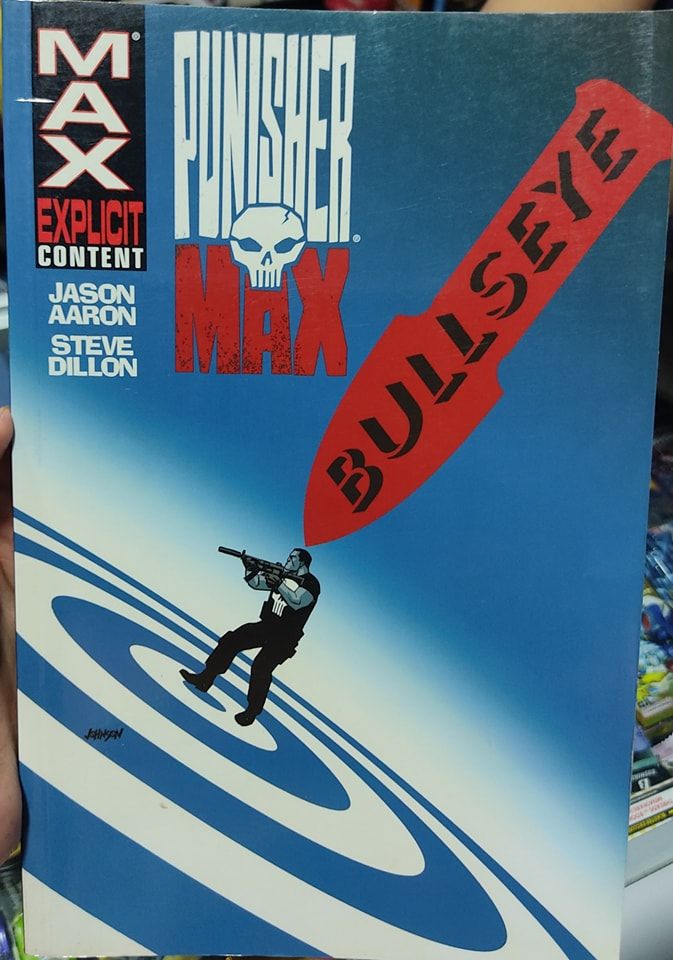 MAX
EXPLICIT
CONTENT
JASON
AARON
STEVE
DILLON
PUNISHER
MAX
BULLSEYE
JOHNSON